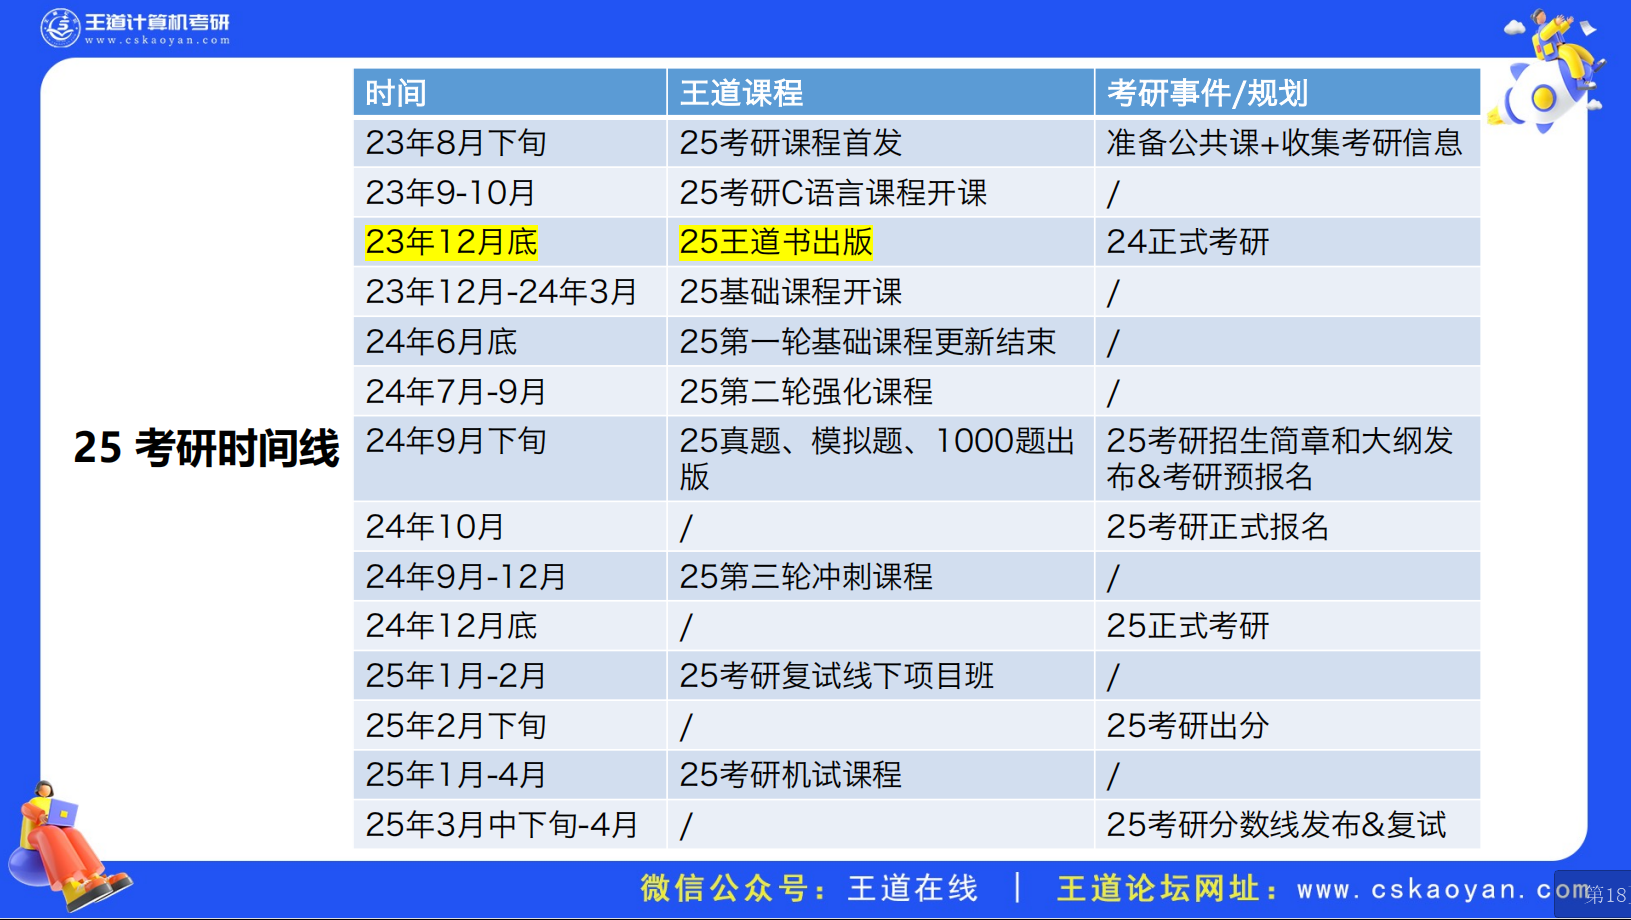 王道计算机考研
www.cskaoyan.com
25 考研时间线
时间 王道课程 考研事件/规划
23年8月下旬 25考研课程首发 准备公共课+收集考研信息
23年9-10月 25考研C语言课程开课 /
23年12月底 25王道书出版 24正式考研
23年12月-24年3月 25基础课程开课 /
24年6月底 25第一轮基础课程更新结束 /
24年7月-9月 25第二轮强化课程 /
24年9月下旬 25真题、模拟题、1000题出 25考研招生简章和大纲发
版 布&考研预报名
24年10月 / 25考研正式报名
24年9月-12月 25第三轮冲刺课程 /
24年12月底 / 25正式考研
25年1月-2月 25考研复试线下项目班 /
25年2月下旬 / 25考研出分
25年1月-4月 25考研机试课程 /
25年3月中下旬-4月 / 25考研分数线发布&复试
微信公众号：王道在线 | 王道论坛网址：www.cskaoyan.com
第18